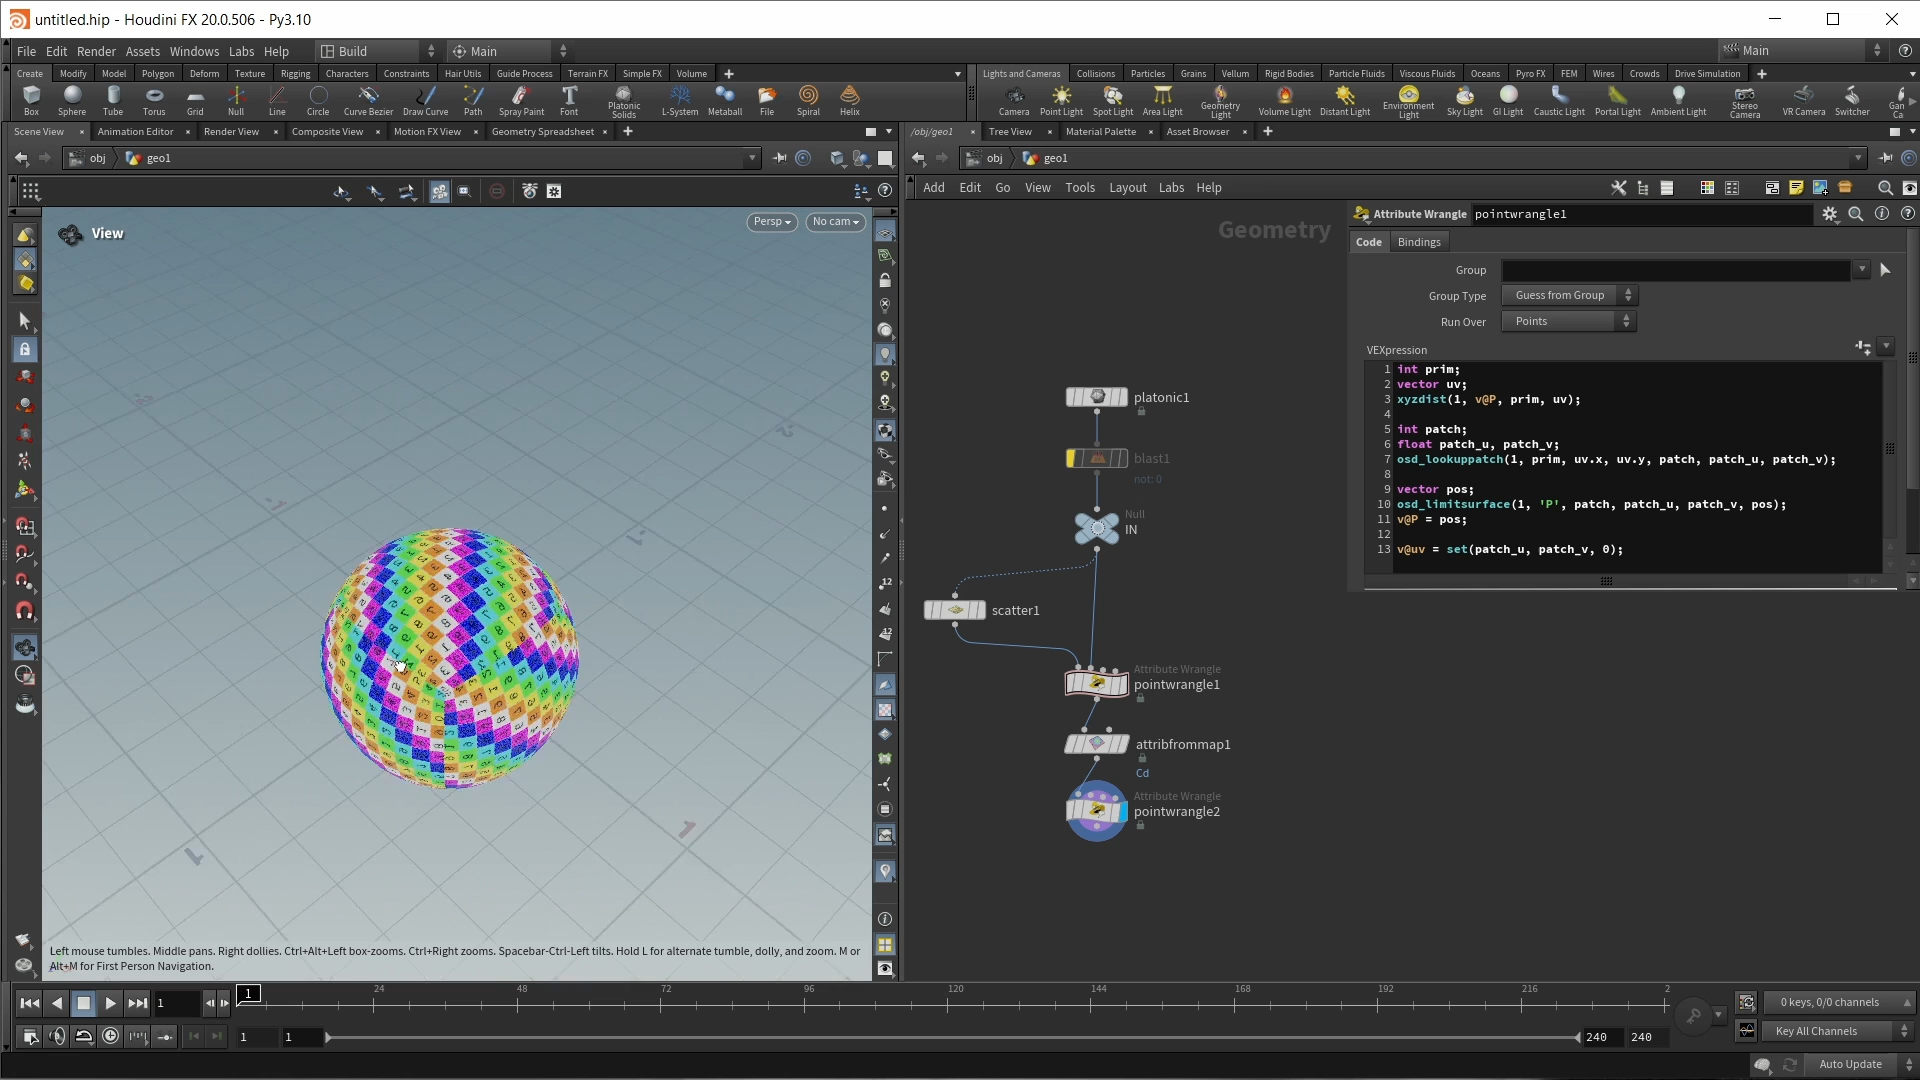 untitled.hip - Houdini FX 20.0.506 - Py3.10
File Edit Render Assets Windows Labs Help Build Main Main
Create Modify Model Polygon Deform Texture Rigging Characters Constraints Hair Utils Guide Process Terrain FX Simple FX Volume
Lights and Cameras Collisions Particles Grains Vellum Rigid Bodies Particle Fluids Viscous Fluids Oceans Pyro FX FEM Wires Crowds Drive Simulation
Box Sphere Tube Torus Grid Null Line Circle Curve Bezier Draw Curve Path Spray Paint Font Platonic Solids L-System Metaball File Spiral Helix
Camera Point Light Spot Light Area Light Geometry Light Volume Light Distant Light Environment Light Sky Light GI Light Caustic Light Portal Light Ambient Light Stereo Camera VR Camera Switcher Gan Ca
Scene View Animation Editor Render View Composite View Motion FX View Geometry Spreadsheet
/obj/geo1 Tree View Material Palette Asset Browser
obj geo1
obj geo1
Add Edit Go View Tools Layout Labs Help
View
Persp No cam
Geometry
Attribute Wrangle pointwrangle1
Code Bindings
Group
Group Type Guess from Group
Run Over Points
VEXpression
1 int prim;
2 vector uv;
3 xyzdist(1, v@P, prim, uv);
4
5 int patch;
6 float patch_u, patch_v;
7 osd_lookuppatch(1, prim, uv.x, uv.y, patch, patch_u, patch_v);
8
9 vector pos;
10 osd_limitsurface(1, 'P', patch, patch_u, patch_v, pos);
11 v@P = pos;
12
13 v@uv = set(patch_u, patch_v, 0);
platonic1
blast1
not: 0
Null
IN
scatter1
Attribute Wrangle
pointwrangle1
attribfrommap1
Cd
Attribute Wrangle
pointwrangle2
12
12
Left mouse tumbles. Middle pans. Right dollies. Ctrl+Alt+Left box-zooms. Ctrl+Right zooms. Spacebar-Ctrl-Left tilts. Hold L for alternate tumble, dolly, and zoom. M or
Alt+M for First Person Navigation.
1 1 24 48 72 96 120 144 168 192 216 2
0 keys, 0/0 channels
1 1 240 240
Key All Channels
Auto Update